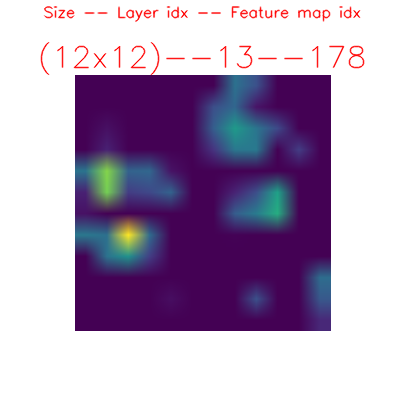 Size -- Layer idx -- Feature map idx
(12x12)--13--178